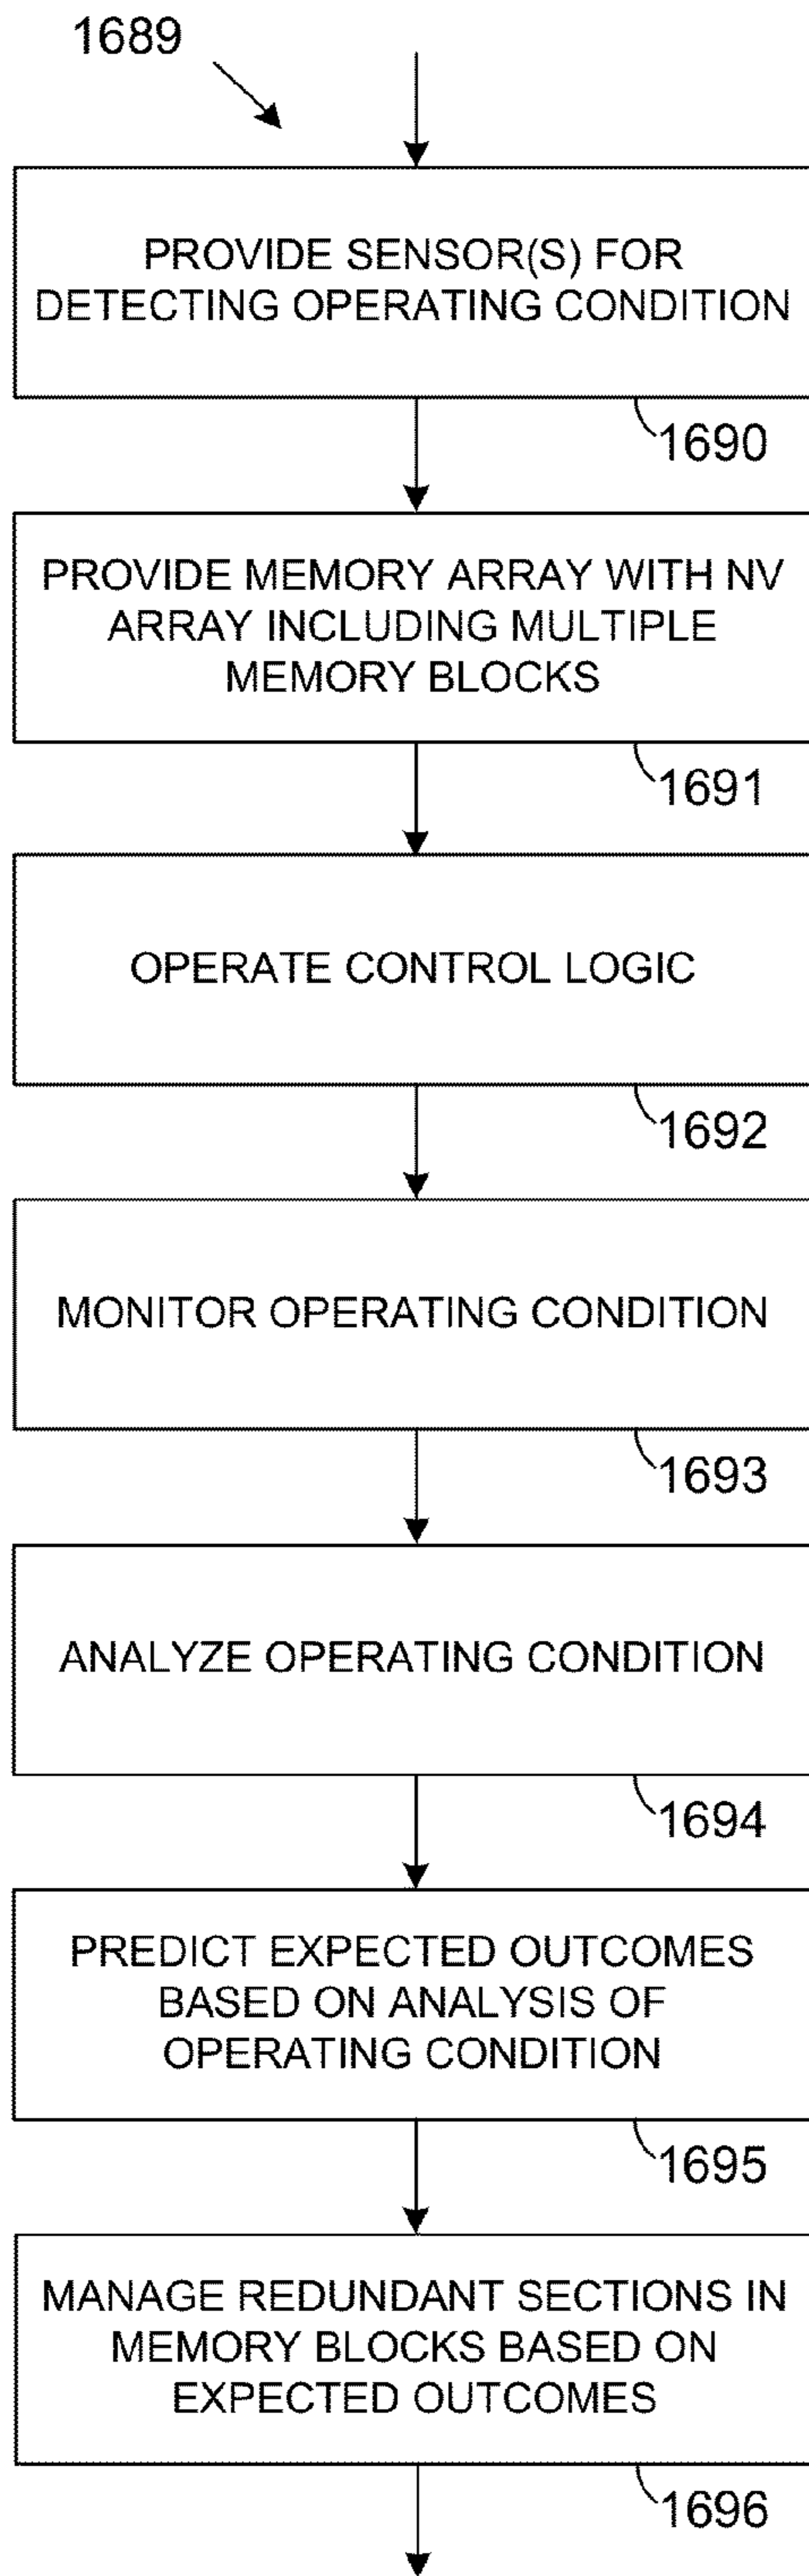 1689
PROVIDE SENSOR(S) FOR
DETECTING OPERATING CONDITION
1690
PROVIDE MEMORY ARRAY WITH NV
ARRAY INCLUDING MULTIPLE
MEMORY BLOCKS
1691
OPERATE CONTROL LOGIC
1692
MONITOR OPERATING CONDITION
1693
ANALYZE OPERATING CONDITION
1694
PREDICT EXPECTED OUTCOMES
BASED ON ANALYSIS OF
OPERATING CONDITION
1695
MANAGE REDUNDANT SECTIONS IN
MEMORY BLOCKS BASED ON
EXPECTED OUTCOMES
1696